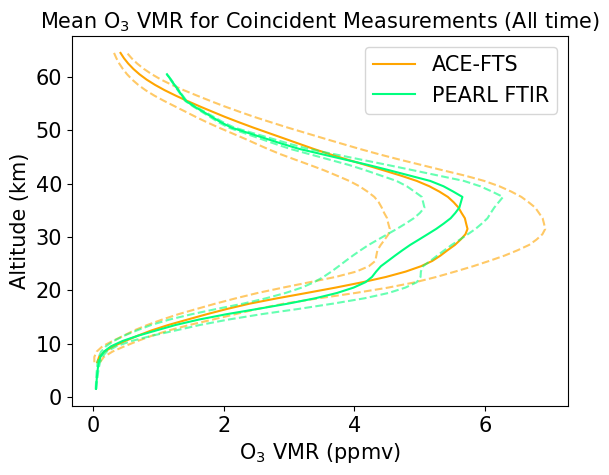 Mean O₃ VMR for Coincident Measurements (All time)
ACE-FTS
PEARL FTIR
Altitude (km)
60
50
40
30
20
10
0
0 2 4 6
O₃ VMR (ppmv)